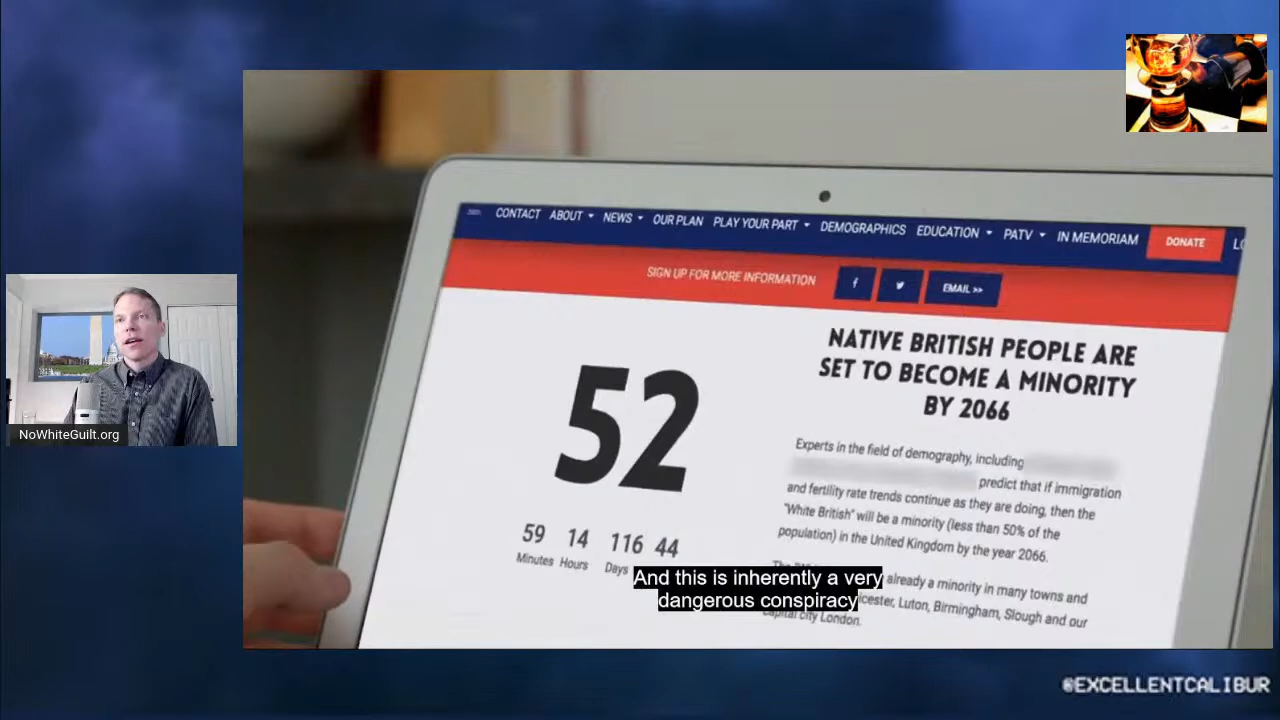 CONTACT ABOUT NEWS OUR PLAN PLAY YOUR PART DEMOGRAPHICS EDUCATION PATV IN MEMORIAM DONATE
SIGN UP FOR MORE INFORMATION f EMAIL >>
NATIVE BRITISH PEOPLE ARE
SET TO BECOME A MINORITY
BY 2066
52
59 14 116 44
Minutes Hours Days
Experts in the field of demography, including
predict that if immigration
and fertility rate trends continue as they are doing, then the
"White British" will be a minority (less than 50% of the
population) in the United Kingdom by the year 2066.
already a minority in many towns and
Luton, Birmingham, Slough and our
capital city London.
And this is inherently a very
dangerous conspiracy
NoWhiteGuilt.org
@EXCELLENTCALIBUR